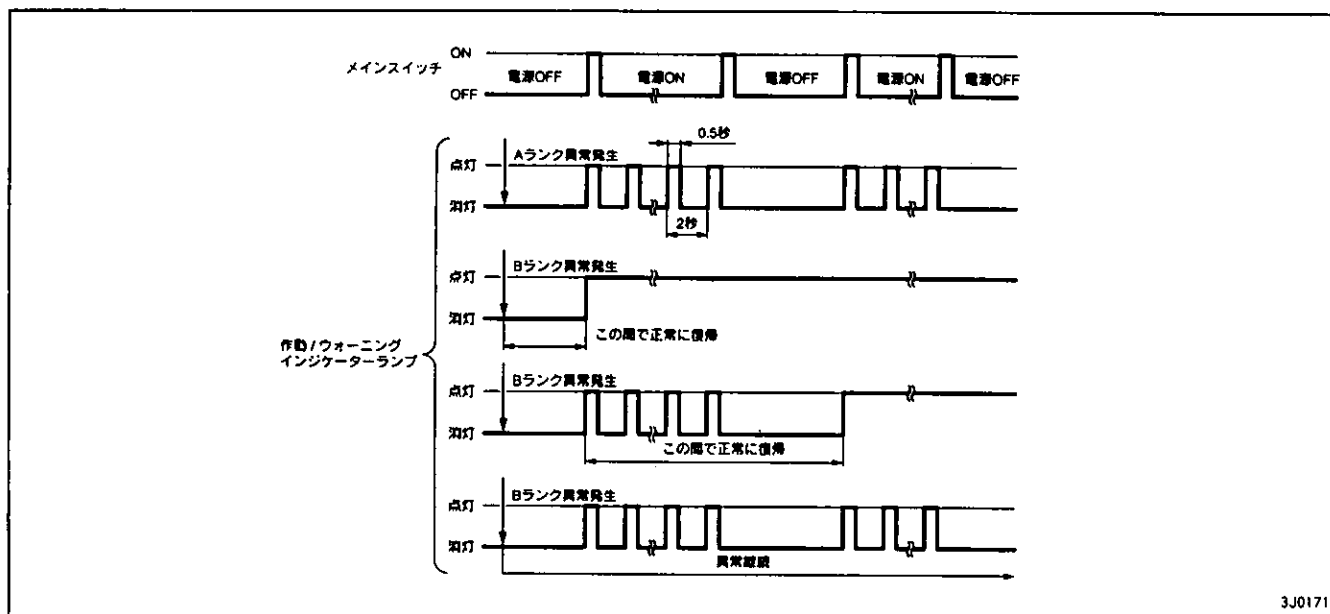 メインスイッチ
ON
OFF
電源OFF
電源ON
電源OFF
電源ON
電源OFF
作動/ウォーニング
インジケーターランプ
点灯
消灯
Aランク異常発生
0.5秒
2秒
点灯
消灯
Bランク異常発生
この間で正常に復帰
点灯
消灯
Bランク異常発生
この間で正常に復帰
点灯
消灯
Bランク異常発生
異常継続
3J0171